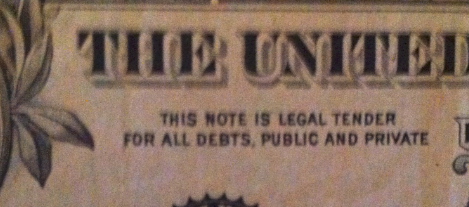 THE UNITED
THIS NOTE IS LEGAL TENDER
FOR ALL DEBTS, PUBLIC AND PRIVATE